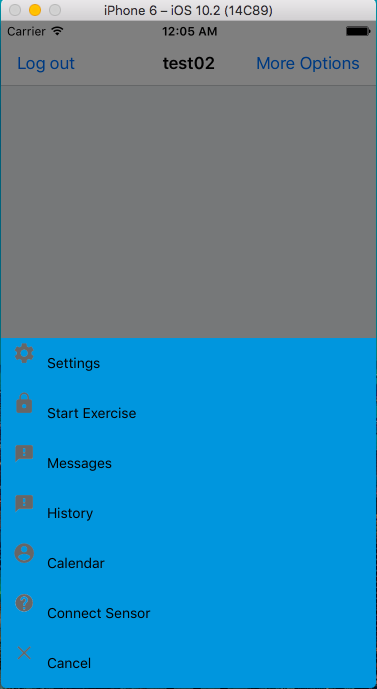 iPhone 6 – iOS 10.2 (14C89)
Carrier 12:05 AM
Log out test02 More Options
Settings
Start Exercise
Messages
History
Calendar
Connect Sensor
Cancel